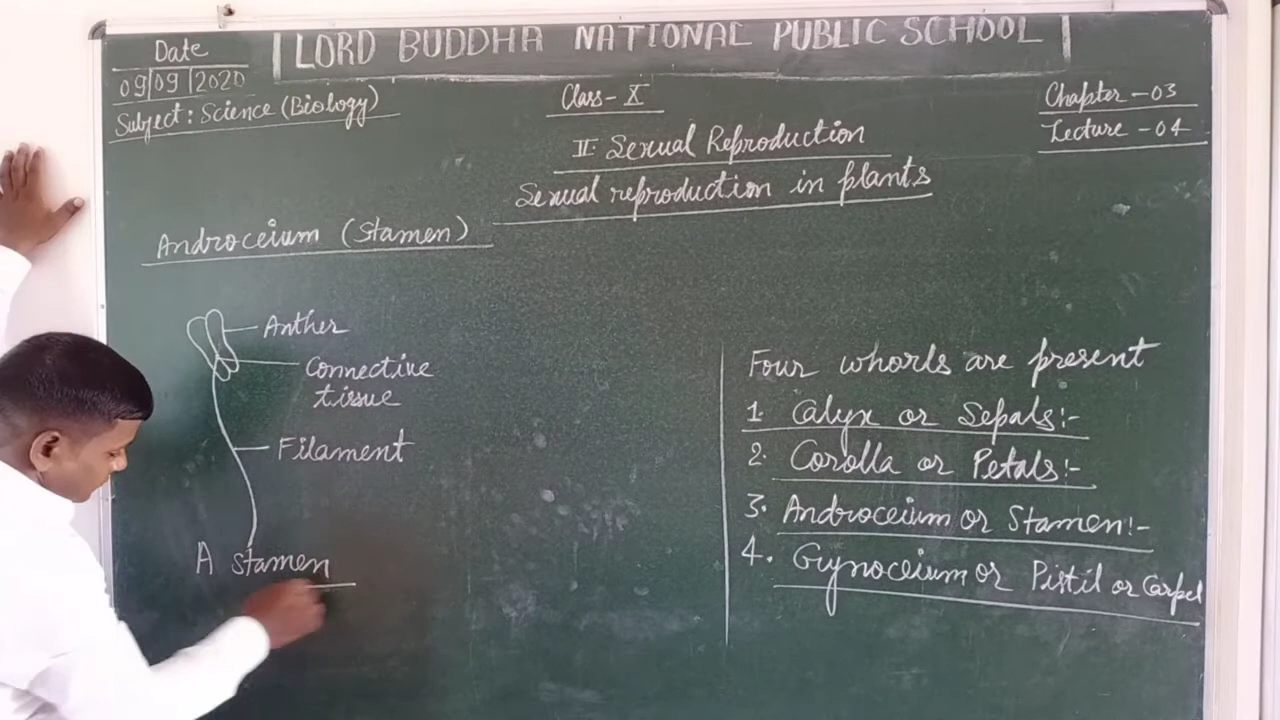 Date
09/09/2020
LORD BUDDHA NATIONAL PUBLIC SCHOOL
Subject: Science (Biology)
Class - X
Chapter - 03
Lecture - 04
II. Sexual Reproduction
Sexual reproduction in plants
Androceium (Stamen)
Anther
Connective
tissue
Filament
A stamen
Four whorls are present
1. Calyx or Sepals:-
2. Corolla or Petals:-
3. Androceium or Stamen:-
4. Gynoceium or Pistil or Carpel